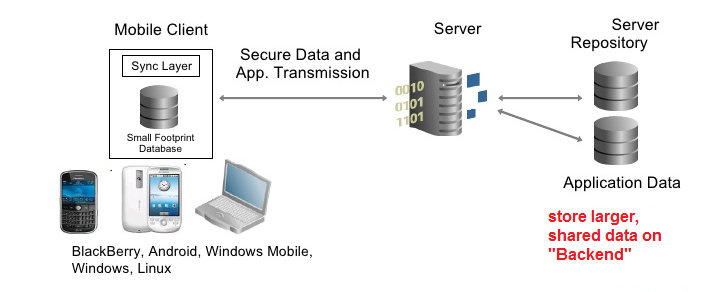 Mobile Client
Sync Layer
Small Footprint
Database
BlackBerry, Android, Windows Mobile,
Windows, Linux
Secure Data and
App. Transmission
Server
0010
0101
1101
Server
Repository
Application Data
store larger,
shared data on
"Backend"